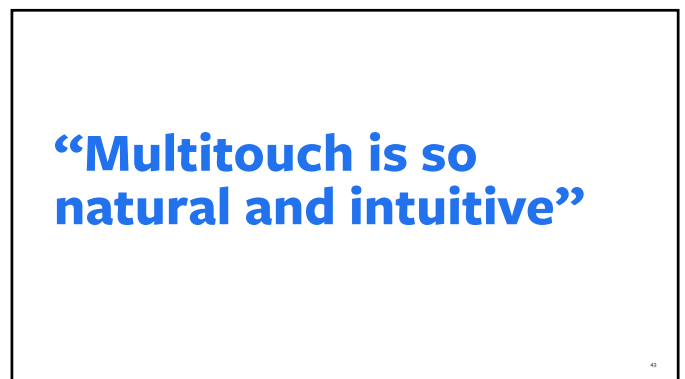 “Multitouch is so
natural and intuitive”
43